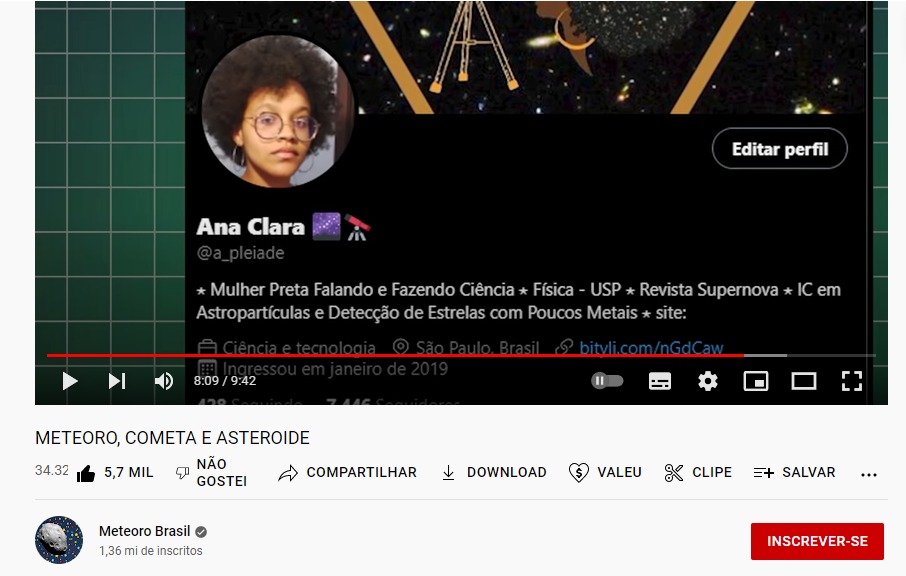 Editar perfil
Ana Clara
@a_pleiade
★ Mulher Preta Falando e Fazendo Ciência ★ Física - USP ★ Revista Supernova ★ IC em
Astropartículas e Detecção de Estrelas com Poucos Metais ★ site:
Ciência e tecnologia São Paulo, Brasil bityli.com/nGdCaw
Ingressou em janeiro de 2019
8:09 / 9:42
428 Seguindo 7.446 Seguidores
METEORO, COMETA E ASTEROIDE
34.32 5,7 MIL NÃO GOSTEI COMPARTILHAR DOWNLOAD VALEU CLIPE SALVAR ...
Meteoro Brasil
1,36 mi de inscritos
INSCREVER-SE